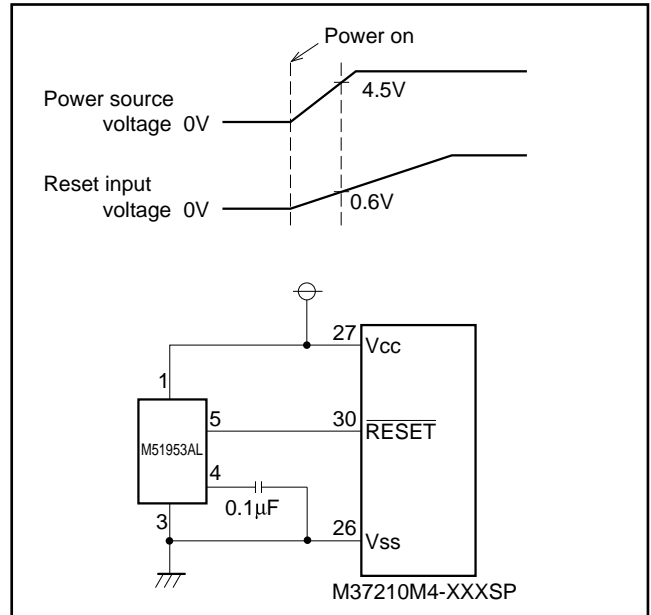 Power on
4.5V
Power source
voltage 0V
Reset input
voltage 0V
0.6V
27
Vcc
1
5
30
RESET
M51953AL
4
0.1μF
3
26
Vss
M37210M4-XXXSP